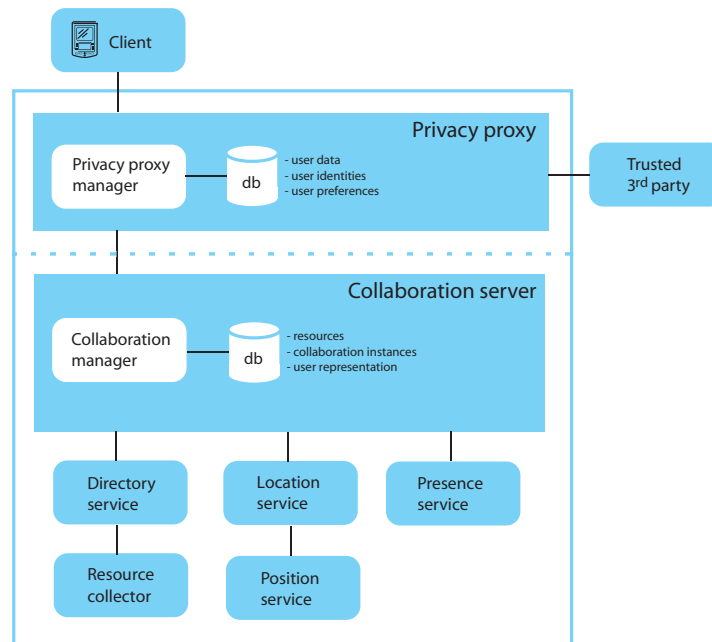 Client
Privacy proxy
Privacy proxy
manager
db
- user data
- user identities
- user preferences
Trusted
3rd party
Collaboration server
Collaboration
manager
db
- resources
- collaboration instances
- user representation
Directory
service
Location
service
Presence
service
Resource
collector
Position
service